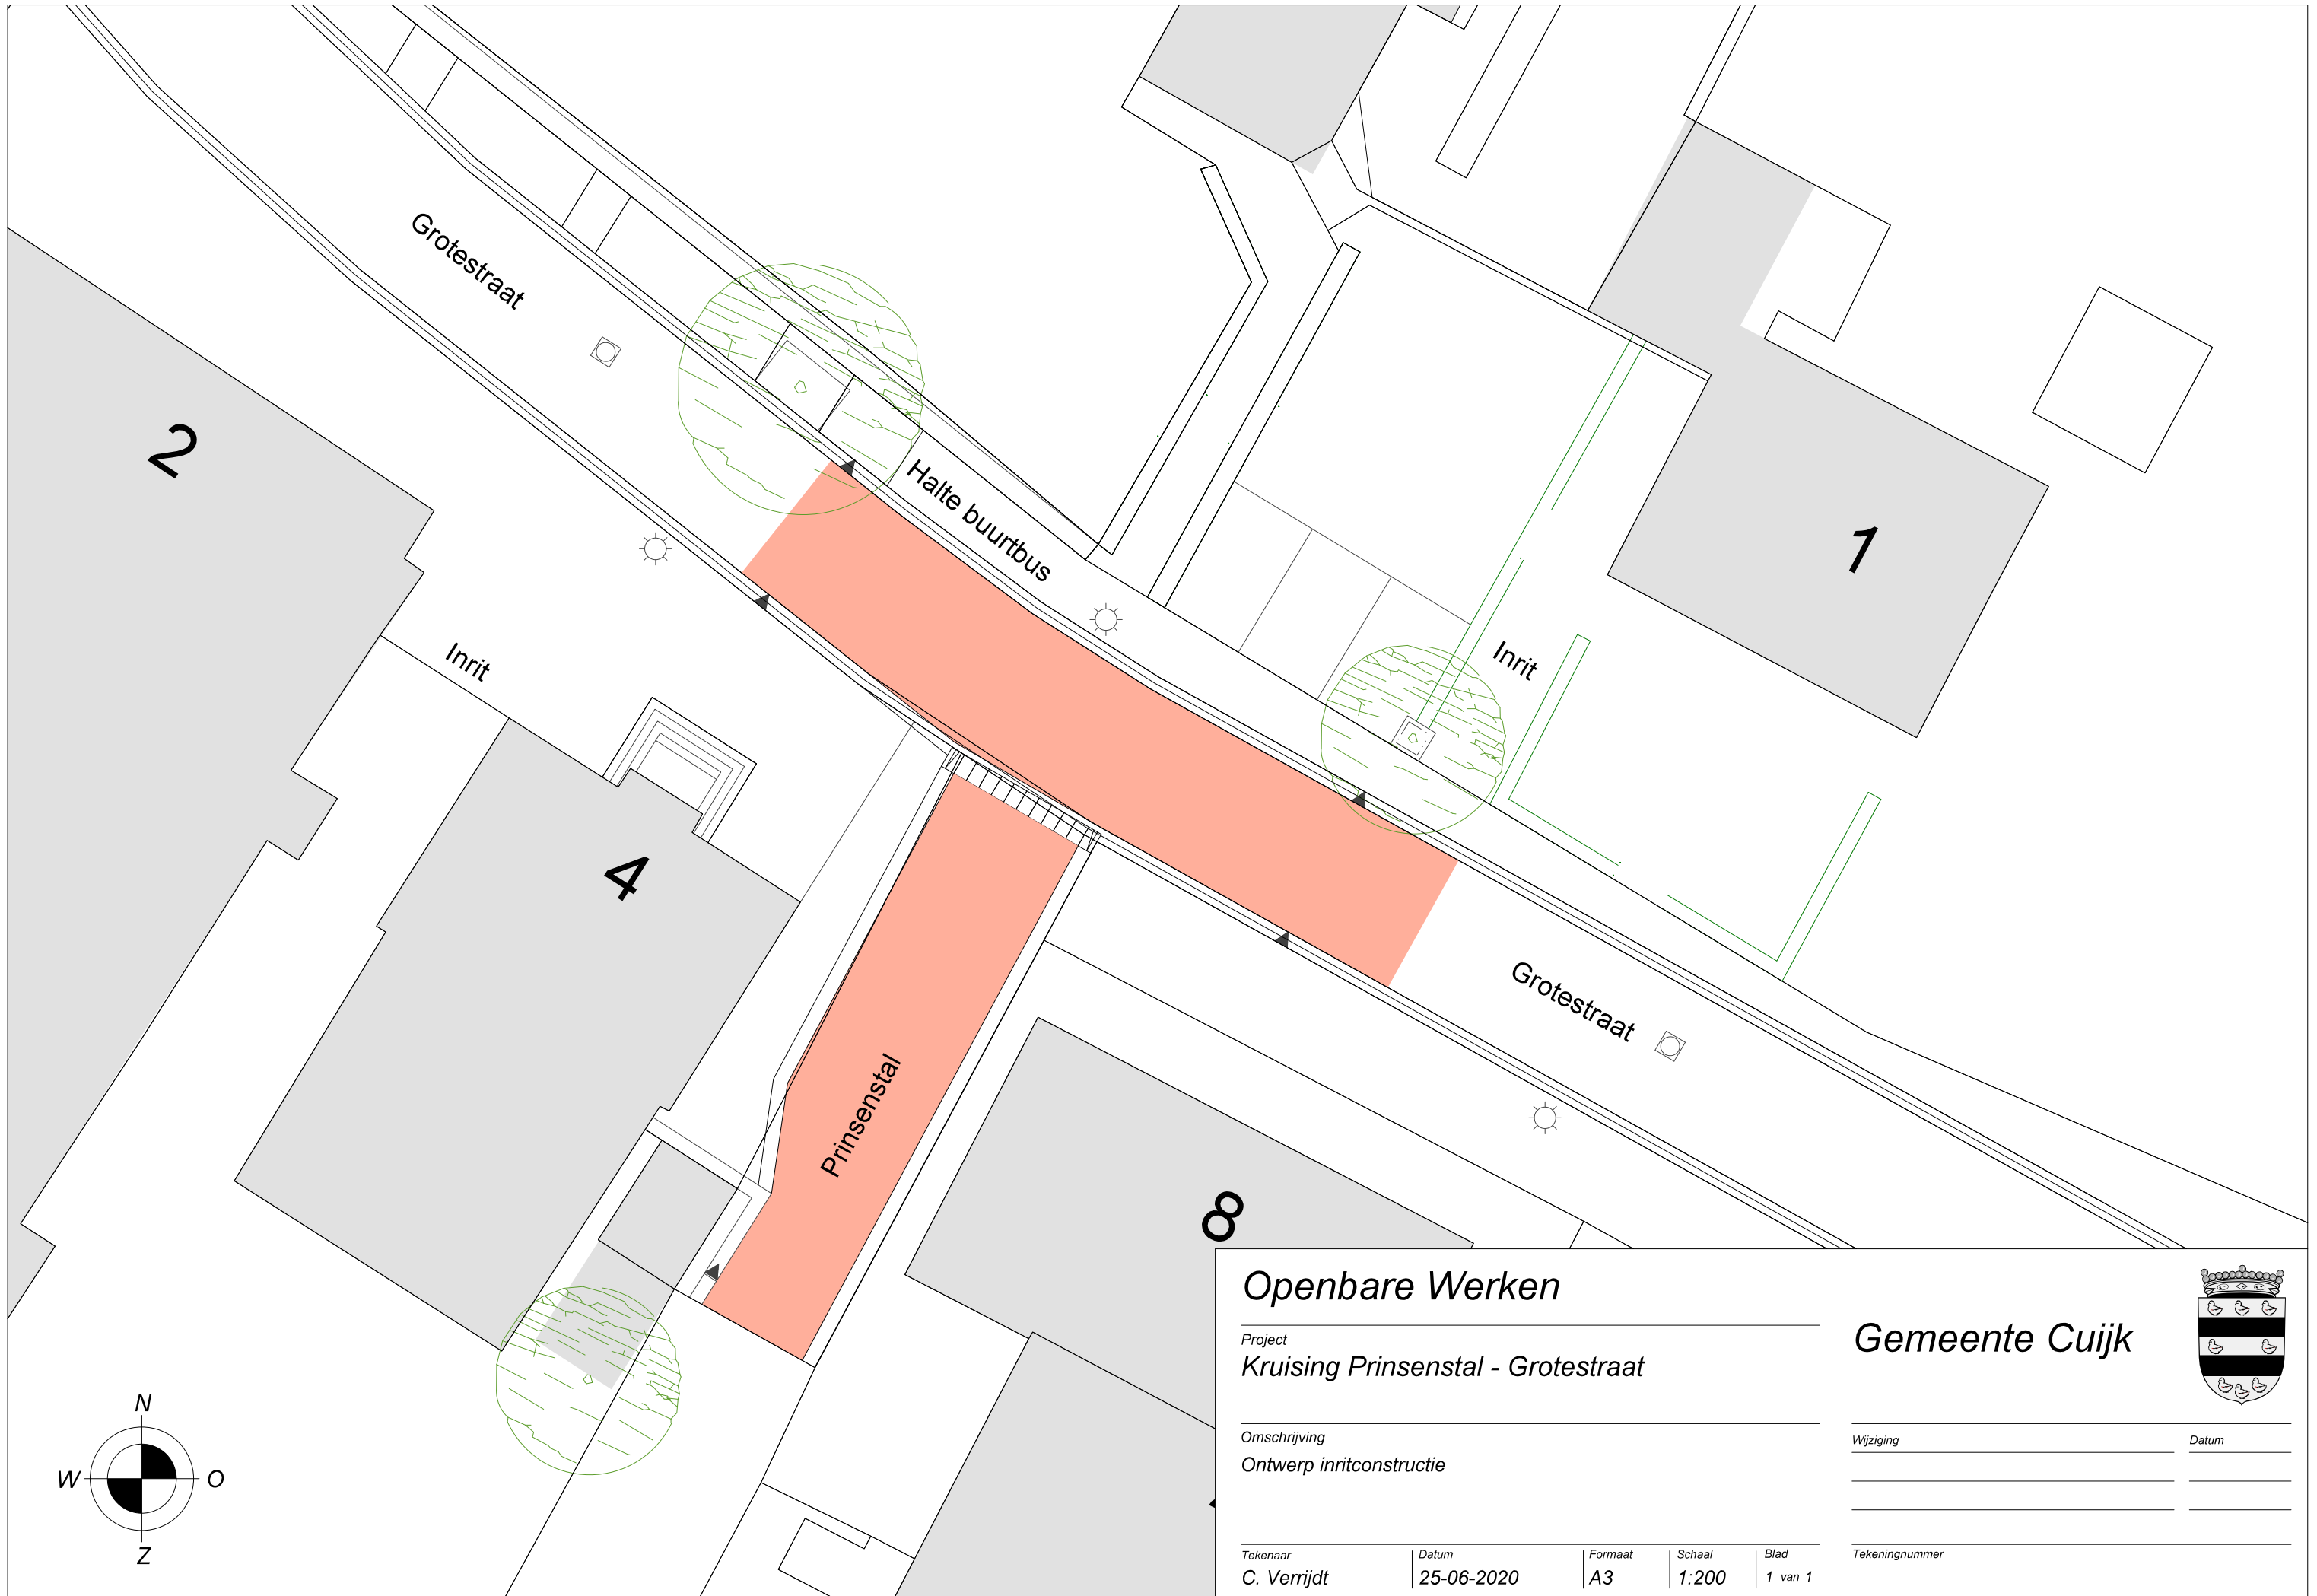 Grotestraat
2
Halte buurtbus
1
Inrit
Inrit
4
Grotestraat
Prinsenstal
8
N
W O
Z
Openbare Werken
Project
Kruising Prinsenstal - Grotestraat
Gemeente Cuijk
Omschrijving
Ontwerp inritconstructie
Wijziging Datum
Tekenaar Datum Formaat Schaal Blad
C. Verrijdt 25-06-2020 A3 1:200 1 van 1
Tekeningnummer